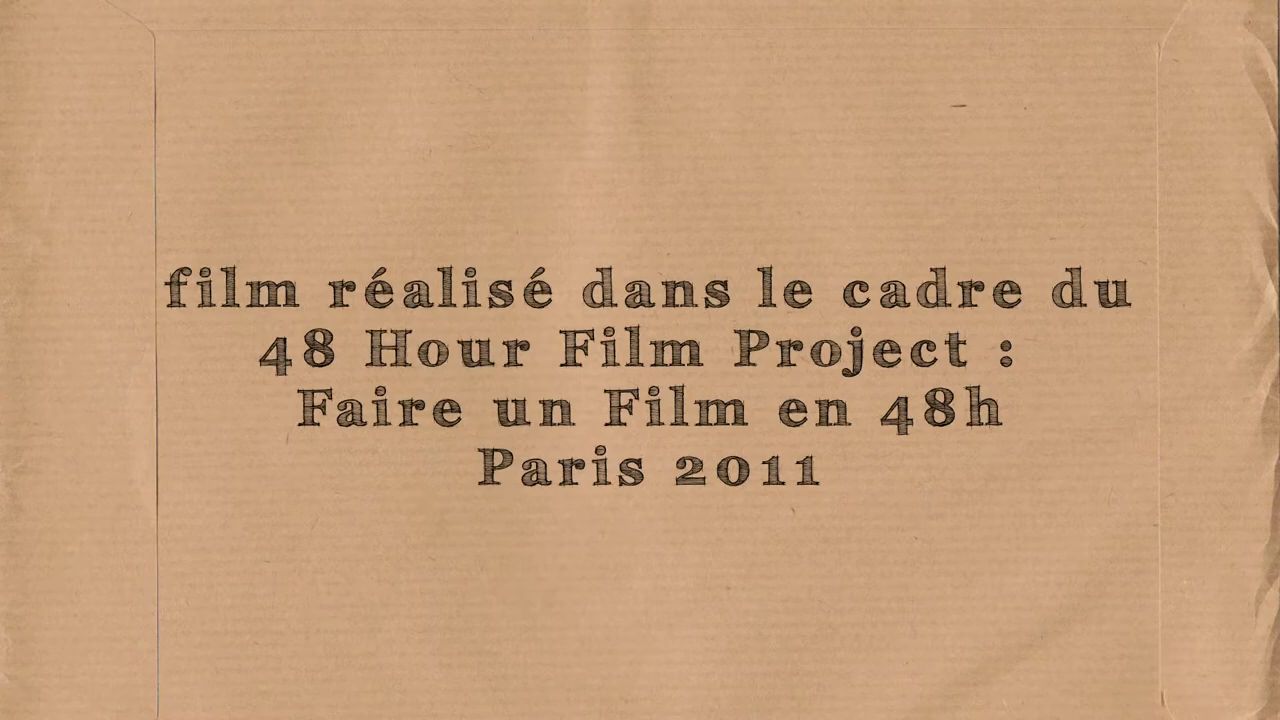 film réalisé dans le cadre du
48 Hour Film Project :
Faire un Film en 48h
Paris 2011